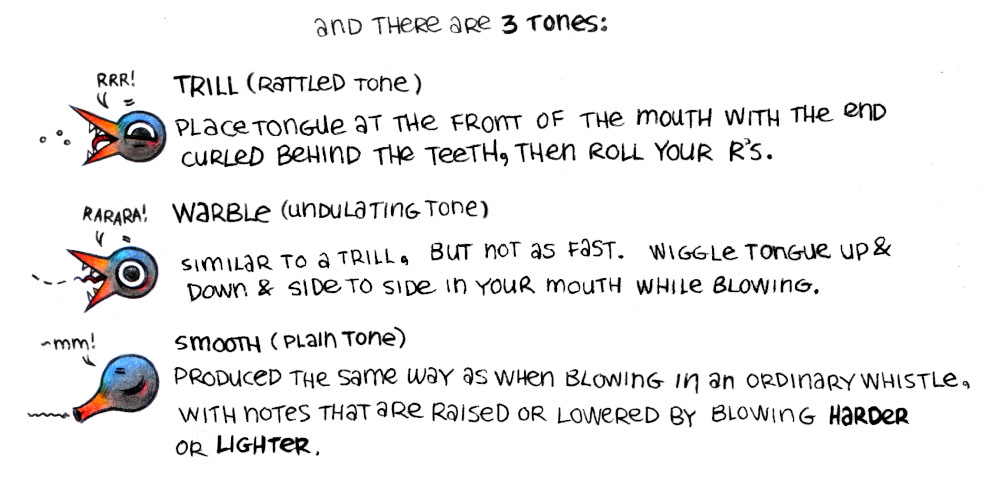 and THERE are 3 TONES:
RRR!
TRILL (RATTLED TONE)
PLACE TONGUE AT THE FRONT OF THE MOUTH WITH THE END
CURLED BEHIND THE TEETH, THEN ROLL YOUR R'S.
RARARA!
WARBLE (UNDULATING TONE)
SIMILAR TO A TRILL, BUT NOT AS FAST. WIGGLE TONGUE UP &
DOWN & SIDE TO SIDE IN YOUR MOUTH WHILE BLOWING.
~mm!
SMOOTH (PLAIN TONE)
PRODUCED THE SAME WAY AS WHEN BLOWING IN AN ORDINARY WHISTLE,
WITH NOTES THAT ARE RAISED OR LOWERED BY BLOWING HARDER
OR LIGHTER.